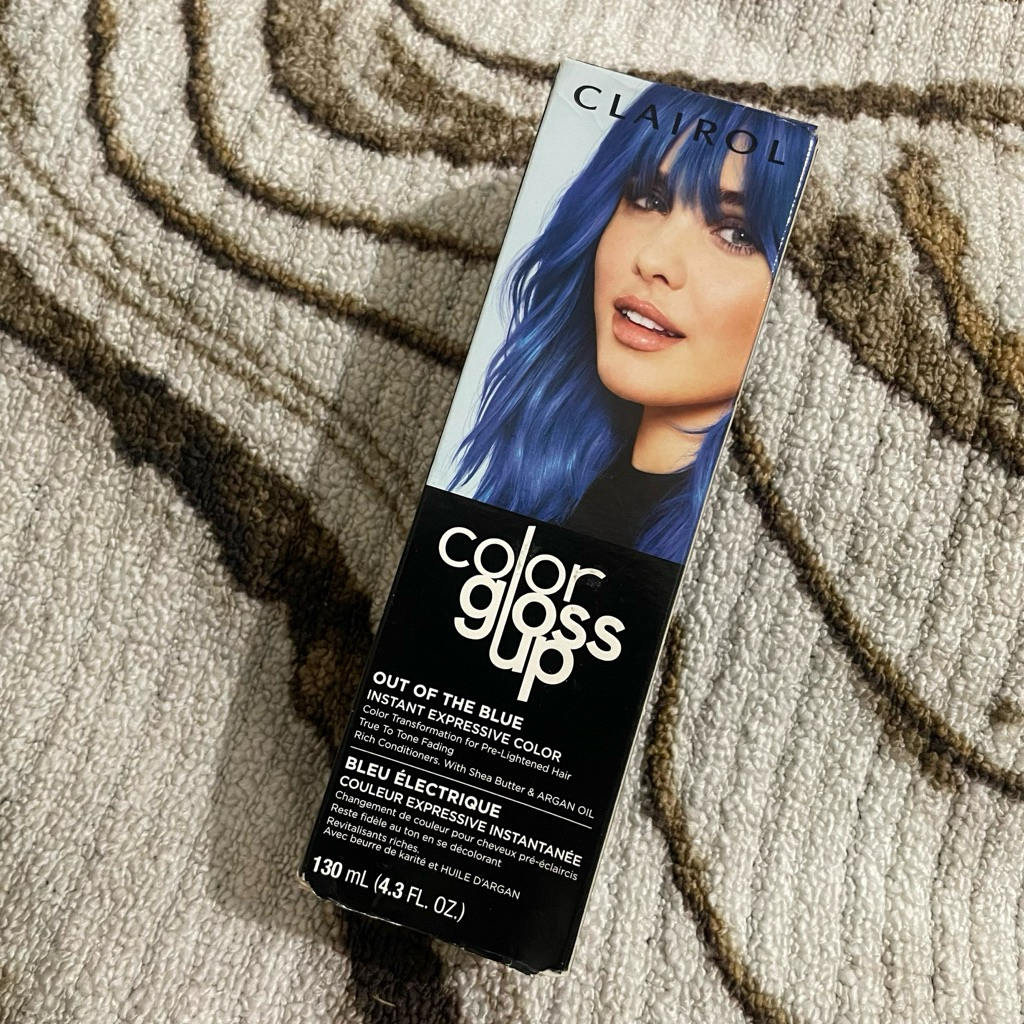 CLAIROL
color
gloss
up
OUT OF THE BLUE
INSTANT EXPRESSIVE COLOR
Color Transformation for Pre-Lightened Hair
True To Tone Fading
Rich Conditioners. With Shea Butter & ARGAN OIL
BLEU ÉLECTRIQUE
COULEUR EXPRESSIVE INSTANTANÉE
Changement de couleur pour cheveux pré-éclaircis
Reste fidèle au ton en se décolorant
Revitalisants riches.
Avec beurre de karité et HUILE D'ARGAN
130 mL (4.3 FL. OZ.)